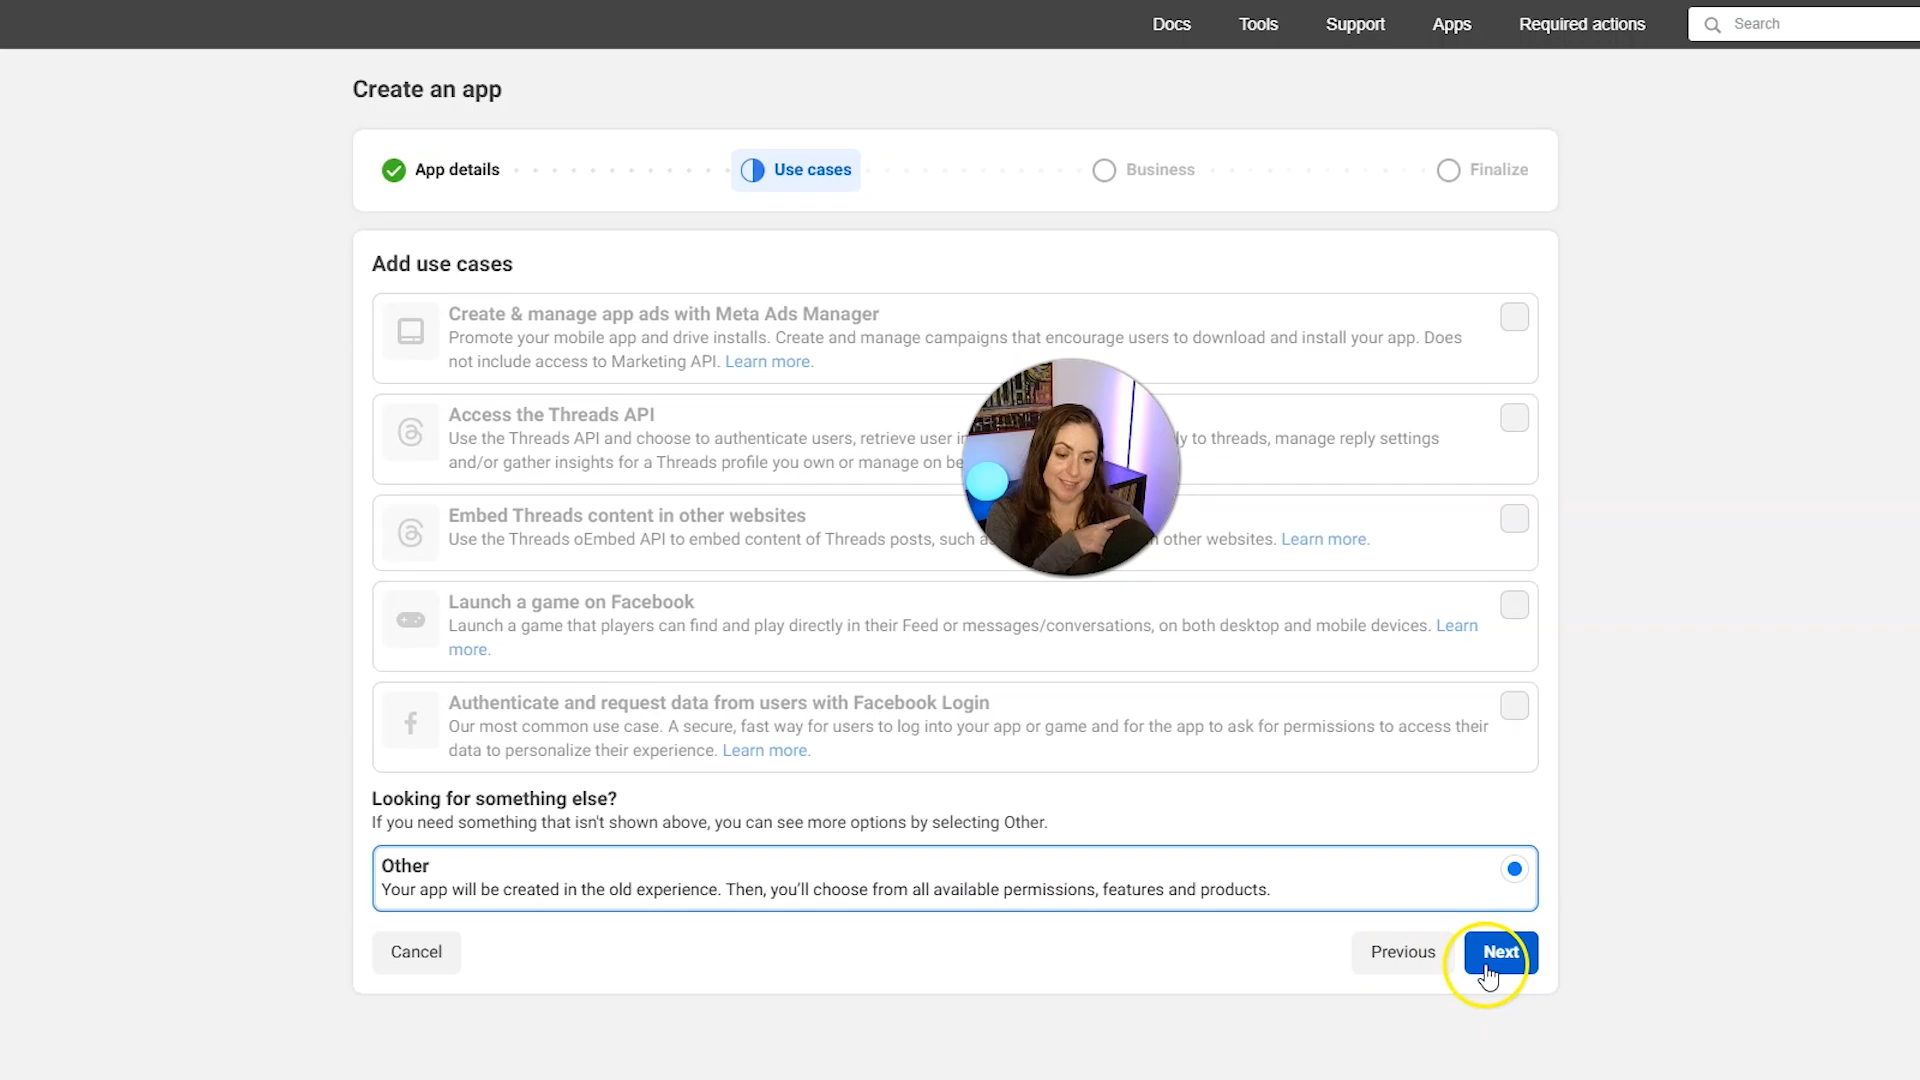 Docs Tools Support Apps Required actions Search
Create an app
App details Use cases Business Finalize
Add use cases
Create & manage app ads with Meta Ads Manager
Promote your mobile app and drive installs. Create and manage campaigns that encourage users to download and install your app. Does
not include access to Marketing API. Learn more.
Access the Threads API
Use the Threads API and choose to authenticate users, retrieve user ly to threads, manage reply settings
and/or gather insights for a Threads profile you own or manage on
Embed Threads content in other websites
Use the Threads oEmbed API to embed content of Threads posts, such other websites. Learn more.
Launch a game on Facebook
Launch a game that players can find and play directly in their Feed or messages/conversations, on both desktop and mobile devices. Learn
more.
Authenticate and request data from users with Facebook Login
Our most common use case. A secure, fast way for users to log into your app or game and for the app to ask for permissions to access their
data to personalize their experience. Learn more.
Looking for something else?
If you need something that isn't shown above, you can see more options by selecting Other.
Other
Your app will be created in the old experience. Then, you'll choose from all available permissions, features and products.
Cancel Previous Next